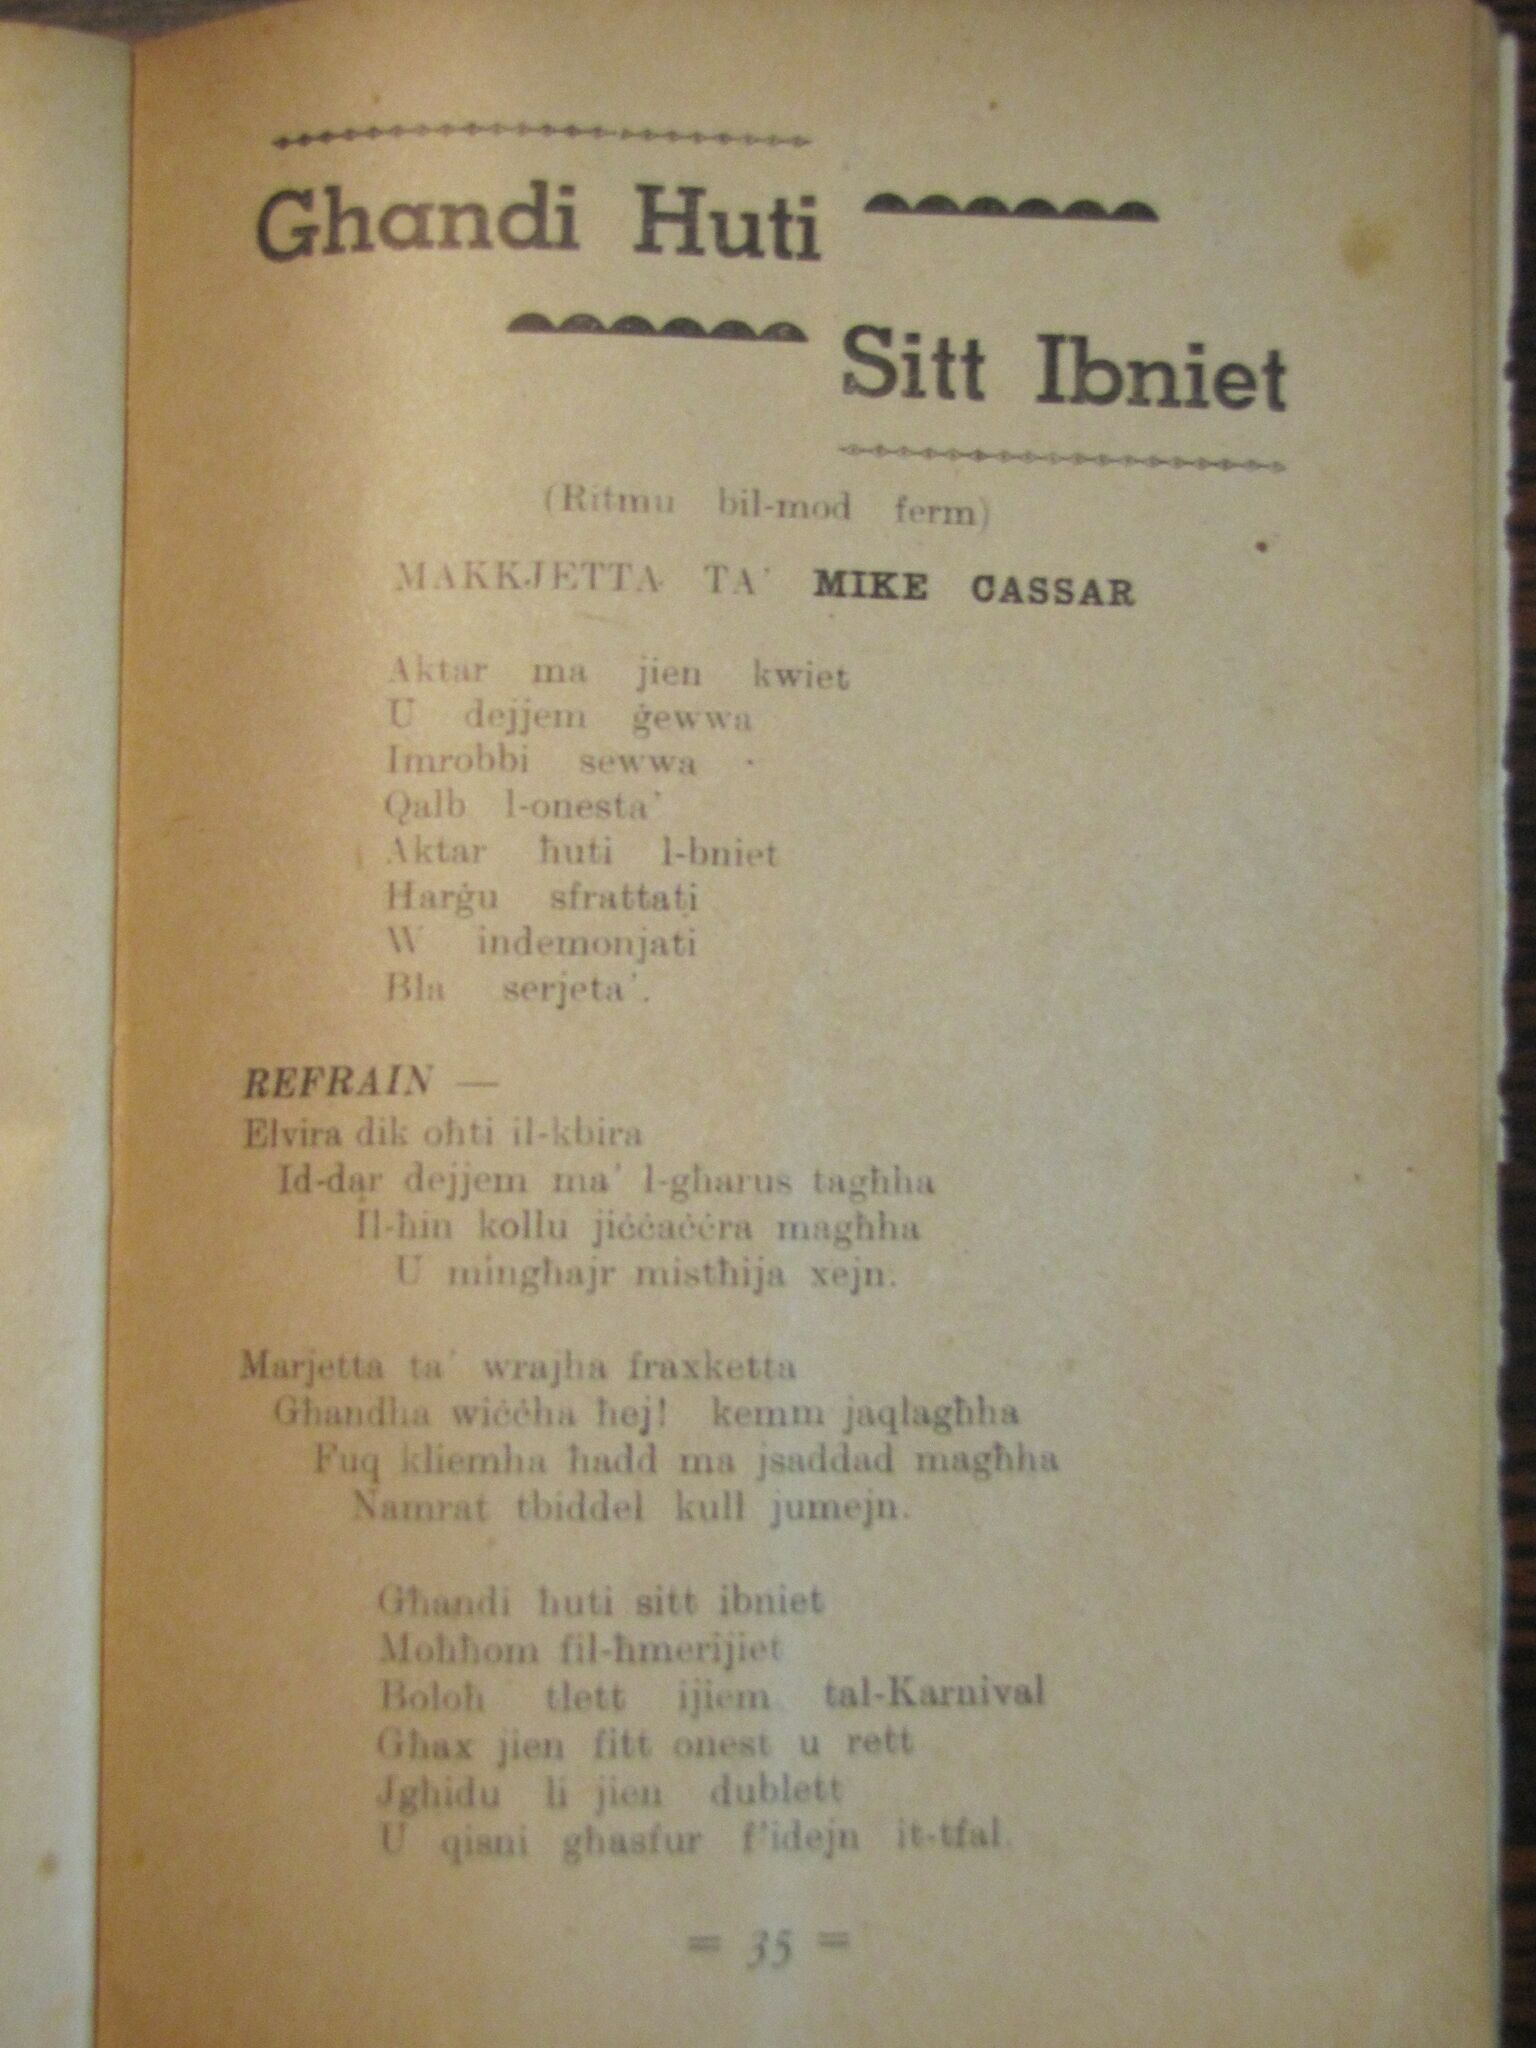 Ghandi Huti
Sitt Ibniet
(Ritmu bil-mod ferm)
MAKKJETTA TA' MIKE CASSAR
Aktar ma jien kwiet
U dejjem ġewwa
Imrobbi sewwa
Qalb l-onesta'
Aktar ħuti l-bniet
Ħarġu sfrattati
W indemonjati
Bla serjeta'.
REFRAIN —
Elvira dik oħti il-kbira
Id-dar dejjem ma' l-għarus tagħha
Il-ħin kollu jiċċaċċra magħha
U mingħajr mistħija xejn.
Marjetta ta' wrajha fraxketta
Għandha wiċċha ħej! kemm jaqlagħha
Fuq kliemha ħadd ma jsaddad magħha
Namrat tbiddel kull jumejn.
Għandi ħuti sitt ibniet
Moħħom fil-ħmerijiet
Boloħ tlett ijiem tal-Karnival
Għax jien fitt onest u rett
Jgħidu li jien dublett
U qisni għasfur f'idejn it-tfal.
= 35 =